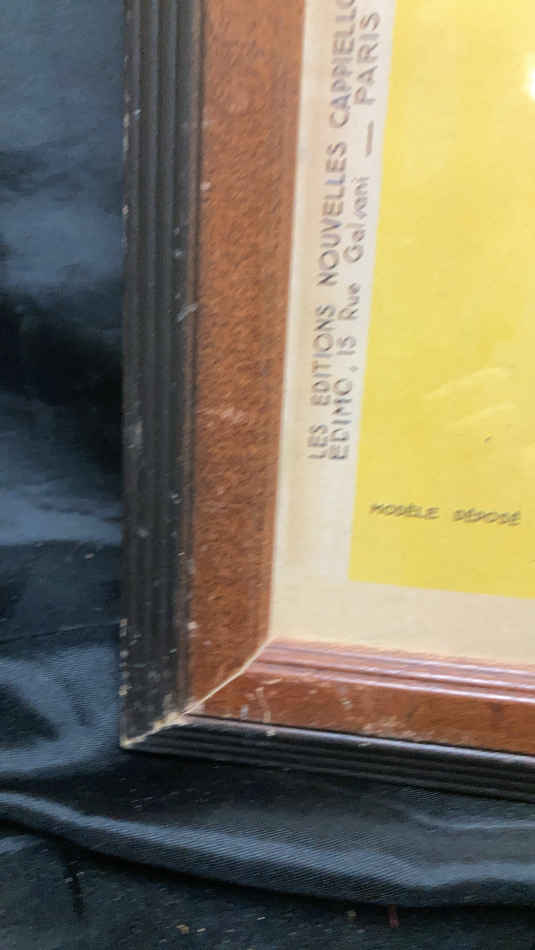 LES EDITIONS NOUVELLES CAPPIELLO
EDIMO, 15 Rue Galvani — PARIS
MODÈLE DÉPOSÉ